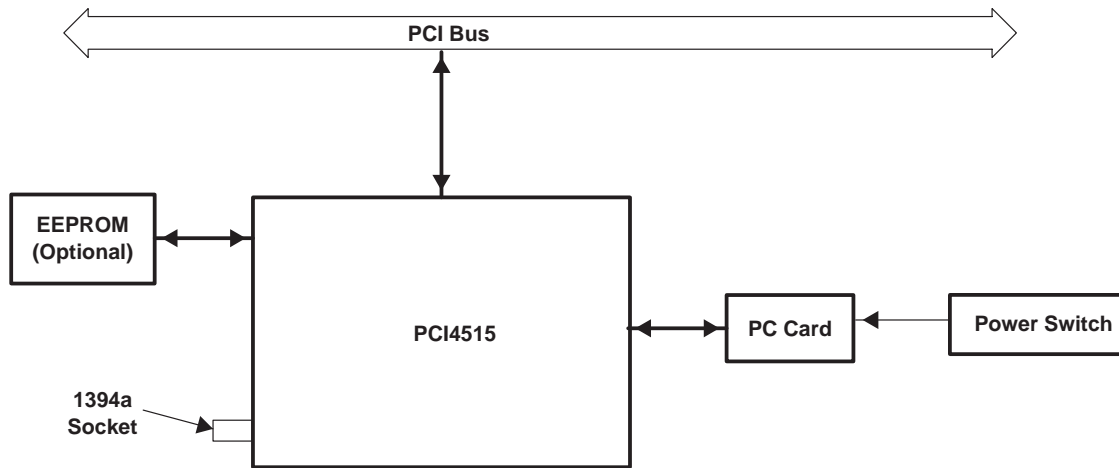 PCI Bus
EEPROM
(Optional)
PCI4515
PC Card
Power Switch
1394a
Socket